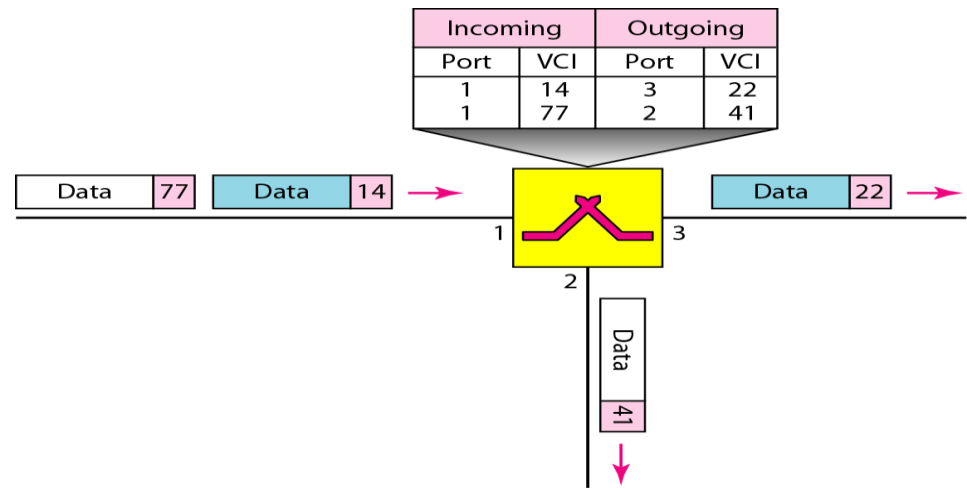 Incoming Outgoing
Port VCI Port VCI
1 14 3 22
1 77 2 41
Data 77 Data 14 Data 22
1 3
2
Data 41